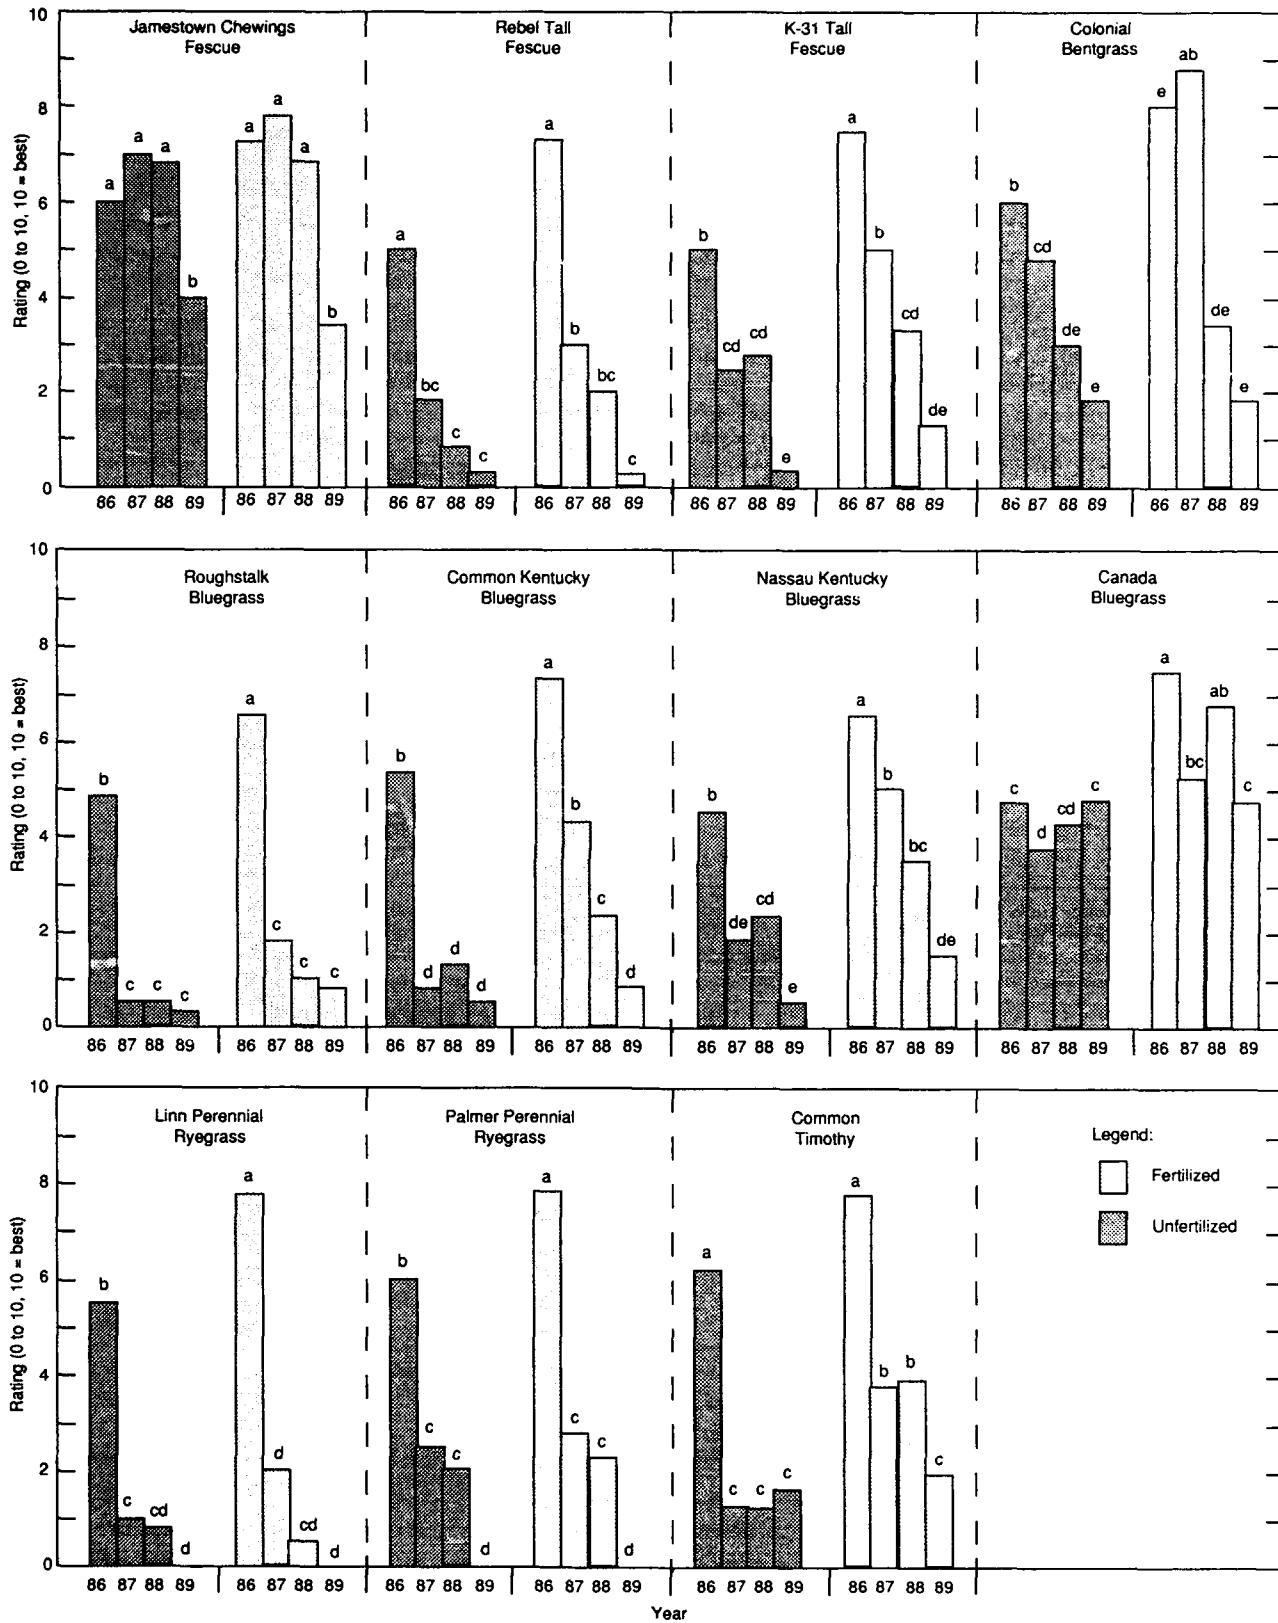 Jamestown Chewings
Fescue
Rebel Tall
Fescue
K-31 Tall
Fescue
Colonial
Bentgrass
Rating (0 to 10, 10 = best)
10
8
6
4
2
0
a a a b a a a b
a bc c c a b bc c
b cd cd e a b cd de
b cd de e e ab de e
86 87 88 89 86 87 88 89 86 87 88 89 86 87 88 89 86 87 88 89 86 87 88 89 86 87 88 89 86 87 88 89
Roughstalk
Bluegrass
Common Kentucky
Bluegrass
Nassau Kentucky
Bluegrass
Canada
Bluegrass
Rating (0 to 10, 10 = best)
10
8
6
4
2
0
b c c c a c c c
b d d d a b c d
b de cd e a b bc de
c d cd c a bc ab c
86 87 88 89 86 87 88 89 86 87 88 89 86 87 88 89 86 87 88 89 86 87 88 89 86 87 88 89 86 87 88 89
Linn Perennial
Ryegrass
Palmer Perennial
Ryegrass
Common
Timothy
Legend:
Fertilized
Unfertilized
Rating (0 to 10, 10 = best)
10
8
6
4
2
0
b c cd d a d cd d
b c c d a c c d
a c c c a b b c
86 87 88 89 86 87 88 89 86 87 88 89 86 87 88 89 86 87 88 89 86 87 88 89
Year